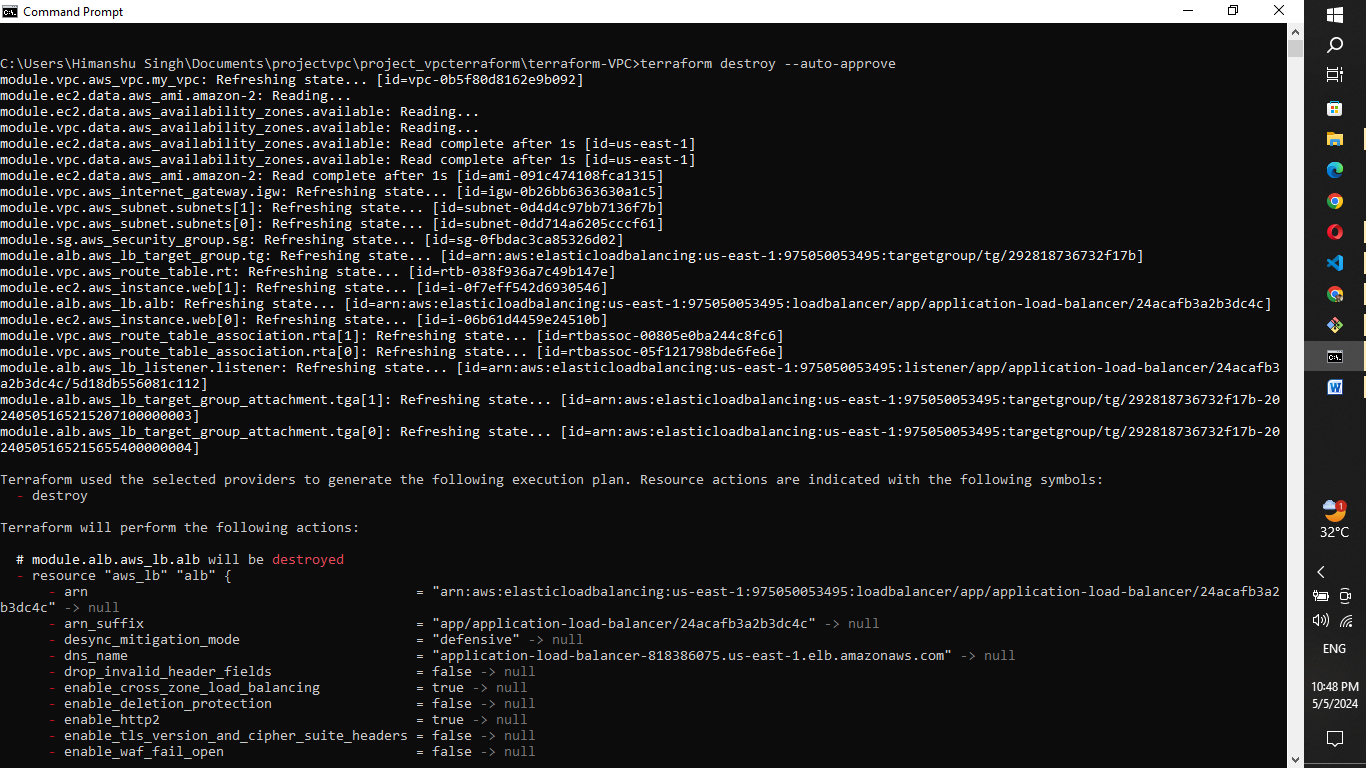 Command Prompt
C:\Users\Himanshu Singh\Documents\projectvpc\project_vpcterraform\terraform-VPC>terraform destroy --auto-approve
module.vpc.aws_vpc.my_vpc: Refreshing state... [id=vpc-0b5f80d8162e9b092]
module.ec2.data.aws_ami.amazon-2: Reading...
module.ec2.data.aws_availability_zones.available: Reading...
module.vpc.data.aws_availability_zones.available: Reading...
module.ec2.data.aws_availability_zones.available: Read complete after 1s [id=us-east-1]
module.vpc.data.aws_availability_zones.available: Read complete after 1s [id=us-east-1]
module.ec2.data.aws_ami.amazon-2: Read complete after 1s [id=ami-091c474108fca1315]
module.vpc.aws_internet_gateway.igw: Refreshing state... [id=igw-0b26bb6363630a1c5]
module.vpc.aws_subnet.subnets[1]: Refreshing state... [id=subnet-0d4d4c97bb7136f7b]
module.vpc.aws_subnet.subnets[0]: Refreshing state... [id=subnet-0dd714a6205cccf61]
module.sg.aws_security_group.sg: Refreshing state... [id=sg-0fbdac3ca85326d02]
module.alb.aws_lb_target_group.tg: Refreshing state... [id=arn:aws:elasticloadbalancing:us-east-1:975050053495:targetgroup/tg/292818736732f17b]
module.vpc.aws_route_table.rt: Refreshing state... [id=rtb-038f936a7c49b147e]
module.ec2.aws_instance.web[1]: Refreshing state... [id=i-0f7eff542d6930546]
module.alb.aws_lb.alb: Refreshing state... [id=arn:aws:elasticloadbalancing:us-east-1:975050053495:loadbalancer/app/application-load-balancer/24acafb3a2b3dc4c]
module.ec2.aws_instance.web[0]: Refreshing state... [id=i-06b61d4459e24510b]
module.vpc.aws_route_table_association.rta[1]: Refreshing state... [id=rtbassoc-00805e0ba244c8fc6]
module.vpc.aws_route_table_association.rta[0]: Refreshing state... [id=rtbassoc-05f121798bde6fe6e]
module.alb.aws_lb_listener.listener: Refreshing state... [id=arn:aws:elasticloadbalancing:us-east-1:975050053495:listener/app/application-load-balancer/24acafb3
a2b3dc4c/5d18db556081c112]
module.alb.aws_lb_target_group_attachment.tga[1]: Refreshing state... [id=arn:aws:elasticloadbalancing:us-east-1:975050053495:targetgroup/tg/292818736732f17b-20
240505165215207100000003]
module.alb.aws_lb_target_group_attachment.tga[0]: Refreshing state... [id=arn:aws:elasticloadbalancing:us-east-1:975050053495:targetgroup/tg/292818736732f17b-20
240505165215655400000004]
Terraform used the selected providers to generate the following execution plan. Resource actions are indicated with the following symbols:
  - destroy
Terraform will perform the following actions:
  # module.alb.aws_lb.alb will be destroyed
  - resource "aws_lb" "alb" {
      - arn                                         = "arn:aws:elasticloadbalancing:us-east-1:975050053495:loadbalancer/app/application-load-balancer/24acafb3a2
b3dc4c" -> null
      - arn_suffix                                  = "app/application-load-balancer/24acafb3a2b3dc4c" -> null
      - desync_mitigation_mode                      = "defensive" -> null
      - dns_name                                    = "application-load-balancer-818386075.us-east-1.elb.amazonaws.com" -> null
      - drop_invalid_header_fields                  = false -> null
      - enable_cross_zone_load_balancing            = true -> null
      - enable_deletion_protection                  = false -> null
      - enable_http2                                = true -> null
      - enable_tls_version_and_cipher_suite_headers = false -> null
      - enable_waf_fail_open                        = false -> null
1
32°C
ENG
10:48 PM
5/5/2024